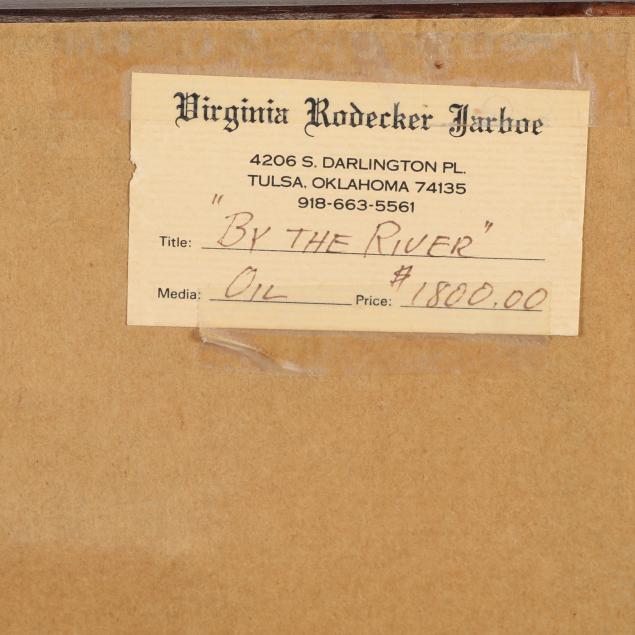 Virginia Rodecker Jarboe
4206 S. DARLINGTON PL.
TULSA, OKLAHOMA 74135
918-663-5561
Title: "BY THE RIVER"
Media: OIL Price: $1800.00